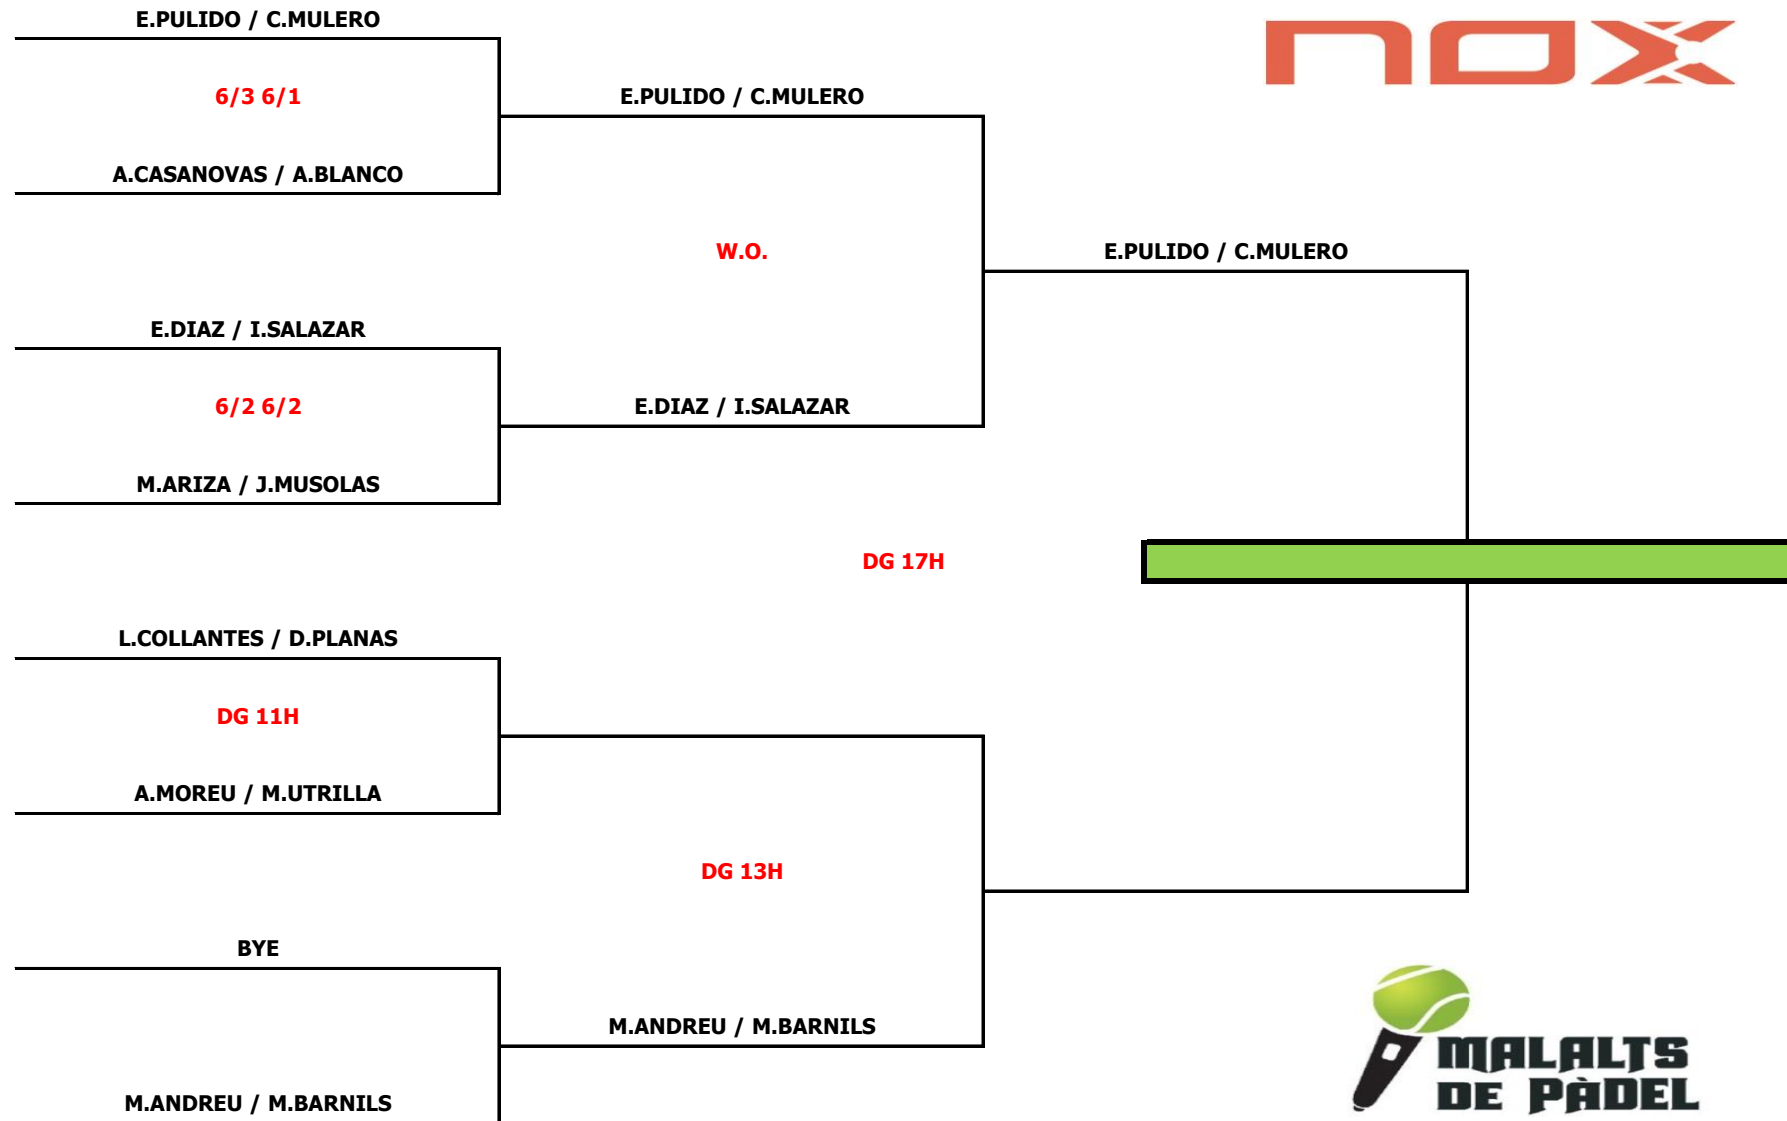 E.PULIDO / C.MULERO
nox
6/3 6/1
E.PULIDO / C.MULERO
A.CASANOVAS / A.BLANCO
W.O.
E.PULIDO / C.MULERO
E.DIAZ / I.SALAZAR
6/2 6/2
E.DIAZ / I.SALAZAR
M.ARIZA / J.MUSOLAS
DG 17H
L.COLLANTES / D.PLANAS
DG 11H
A.MOREU / M.UTRILLA
DG 13H
BYE
M.ANDREU / M.BARNILS
M.ANDREU / M.BARNILS
MALALTS
DE PÀDEL